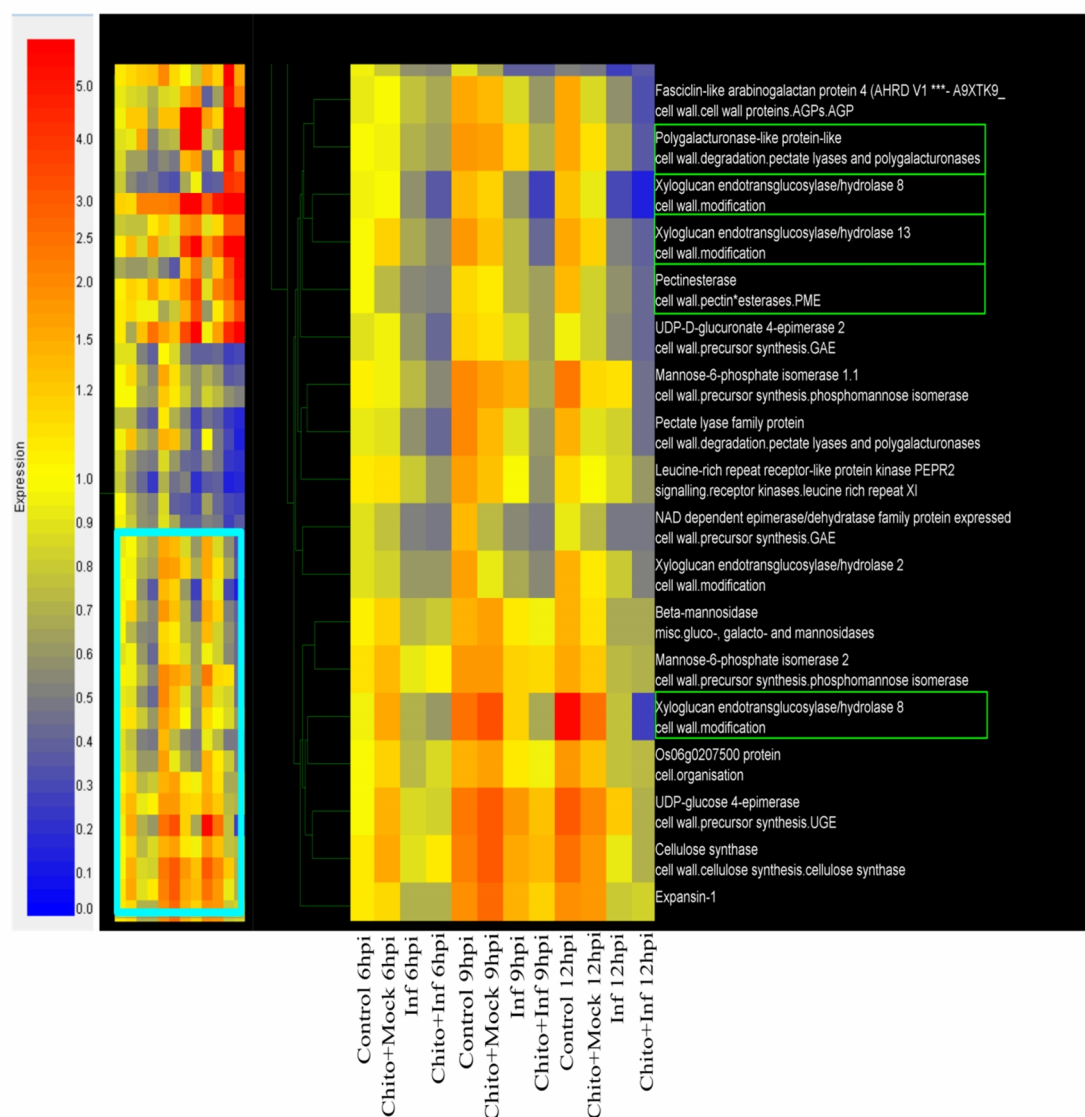 Expression
5.0
4.0
3.0
2.5
2.0
1.5
1.2
1.0
0.9
0.8
0.7
0.6
0.5
0.4
0.3
0.2
0.1
0.0
Fasciclin-like arabinogalactan protein 4 (AHRD V1 ***- A9XTK9_
cell wall.cell wall proteins.AGPs.AGP
Polygalacturonase-like protein-like
cell wall.degradation.pectate lyases and polygalacturonases
Xyloglucan endotransglucosylase/hydrolase 8
cell wall.modification
Xyloglucan endotransglucosylase/hydrolase 13
cell wall.modification
Pectinesterase
cell wall.pectin*esterases.PME
UDP-D-glucuronate 4-epimerase 2
cell wall.precursor synthesis.GAE
Mannose-6-phosphate isomerase 1.1
cell wall.precursor synthesis.phosphomannose isomerase
Pectate lyase family protein
cell wall.degradation.pectate lyases and polygalacturonases
Leucine-rich repeat receptor-like protein kinase PEPR2
signalling.receptor kinases.leucine rich repeat XI
NAD dependent epimerase/dehydratase family protein expressed
cell wall.precursor synthesis.GAE
Xyloglucan endotransglucosylase/hydrolase 2
cell wall.modification
Beta-mannosidase
misc.gluco-, galacto- and mannosidases
Mannose-6-phosphate isomerase 2
cell wall.precursor synthesis.phosphomannose isomerase
Xyloglucan endotransglucosylase/hydrolase 8
cell wall.modification
Os06g0207500 protein
cell.organisation
UDP-glucose 4-epimerase
cell wall.precursor synthesis.UGE
Cellulose synthase
cell wall.cellulose synthesis.cellulose synthase
Expansin-1
Control 6hpi
Chito+Mock 6hpi
Inf 6hpi
Chito+Inf 6hpi
Control 9hpi
Chito+Mock 9hpi
Inf 9hpi
Chito+Inf 9hpi
Control 12hpi
Chito+Mock 12hpi
Inf 12hpi
Chito+Inf 12hpi